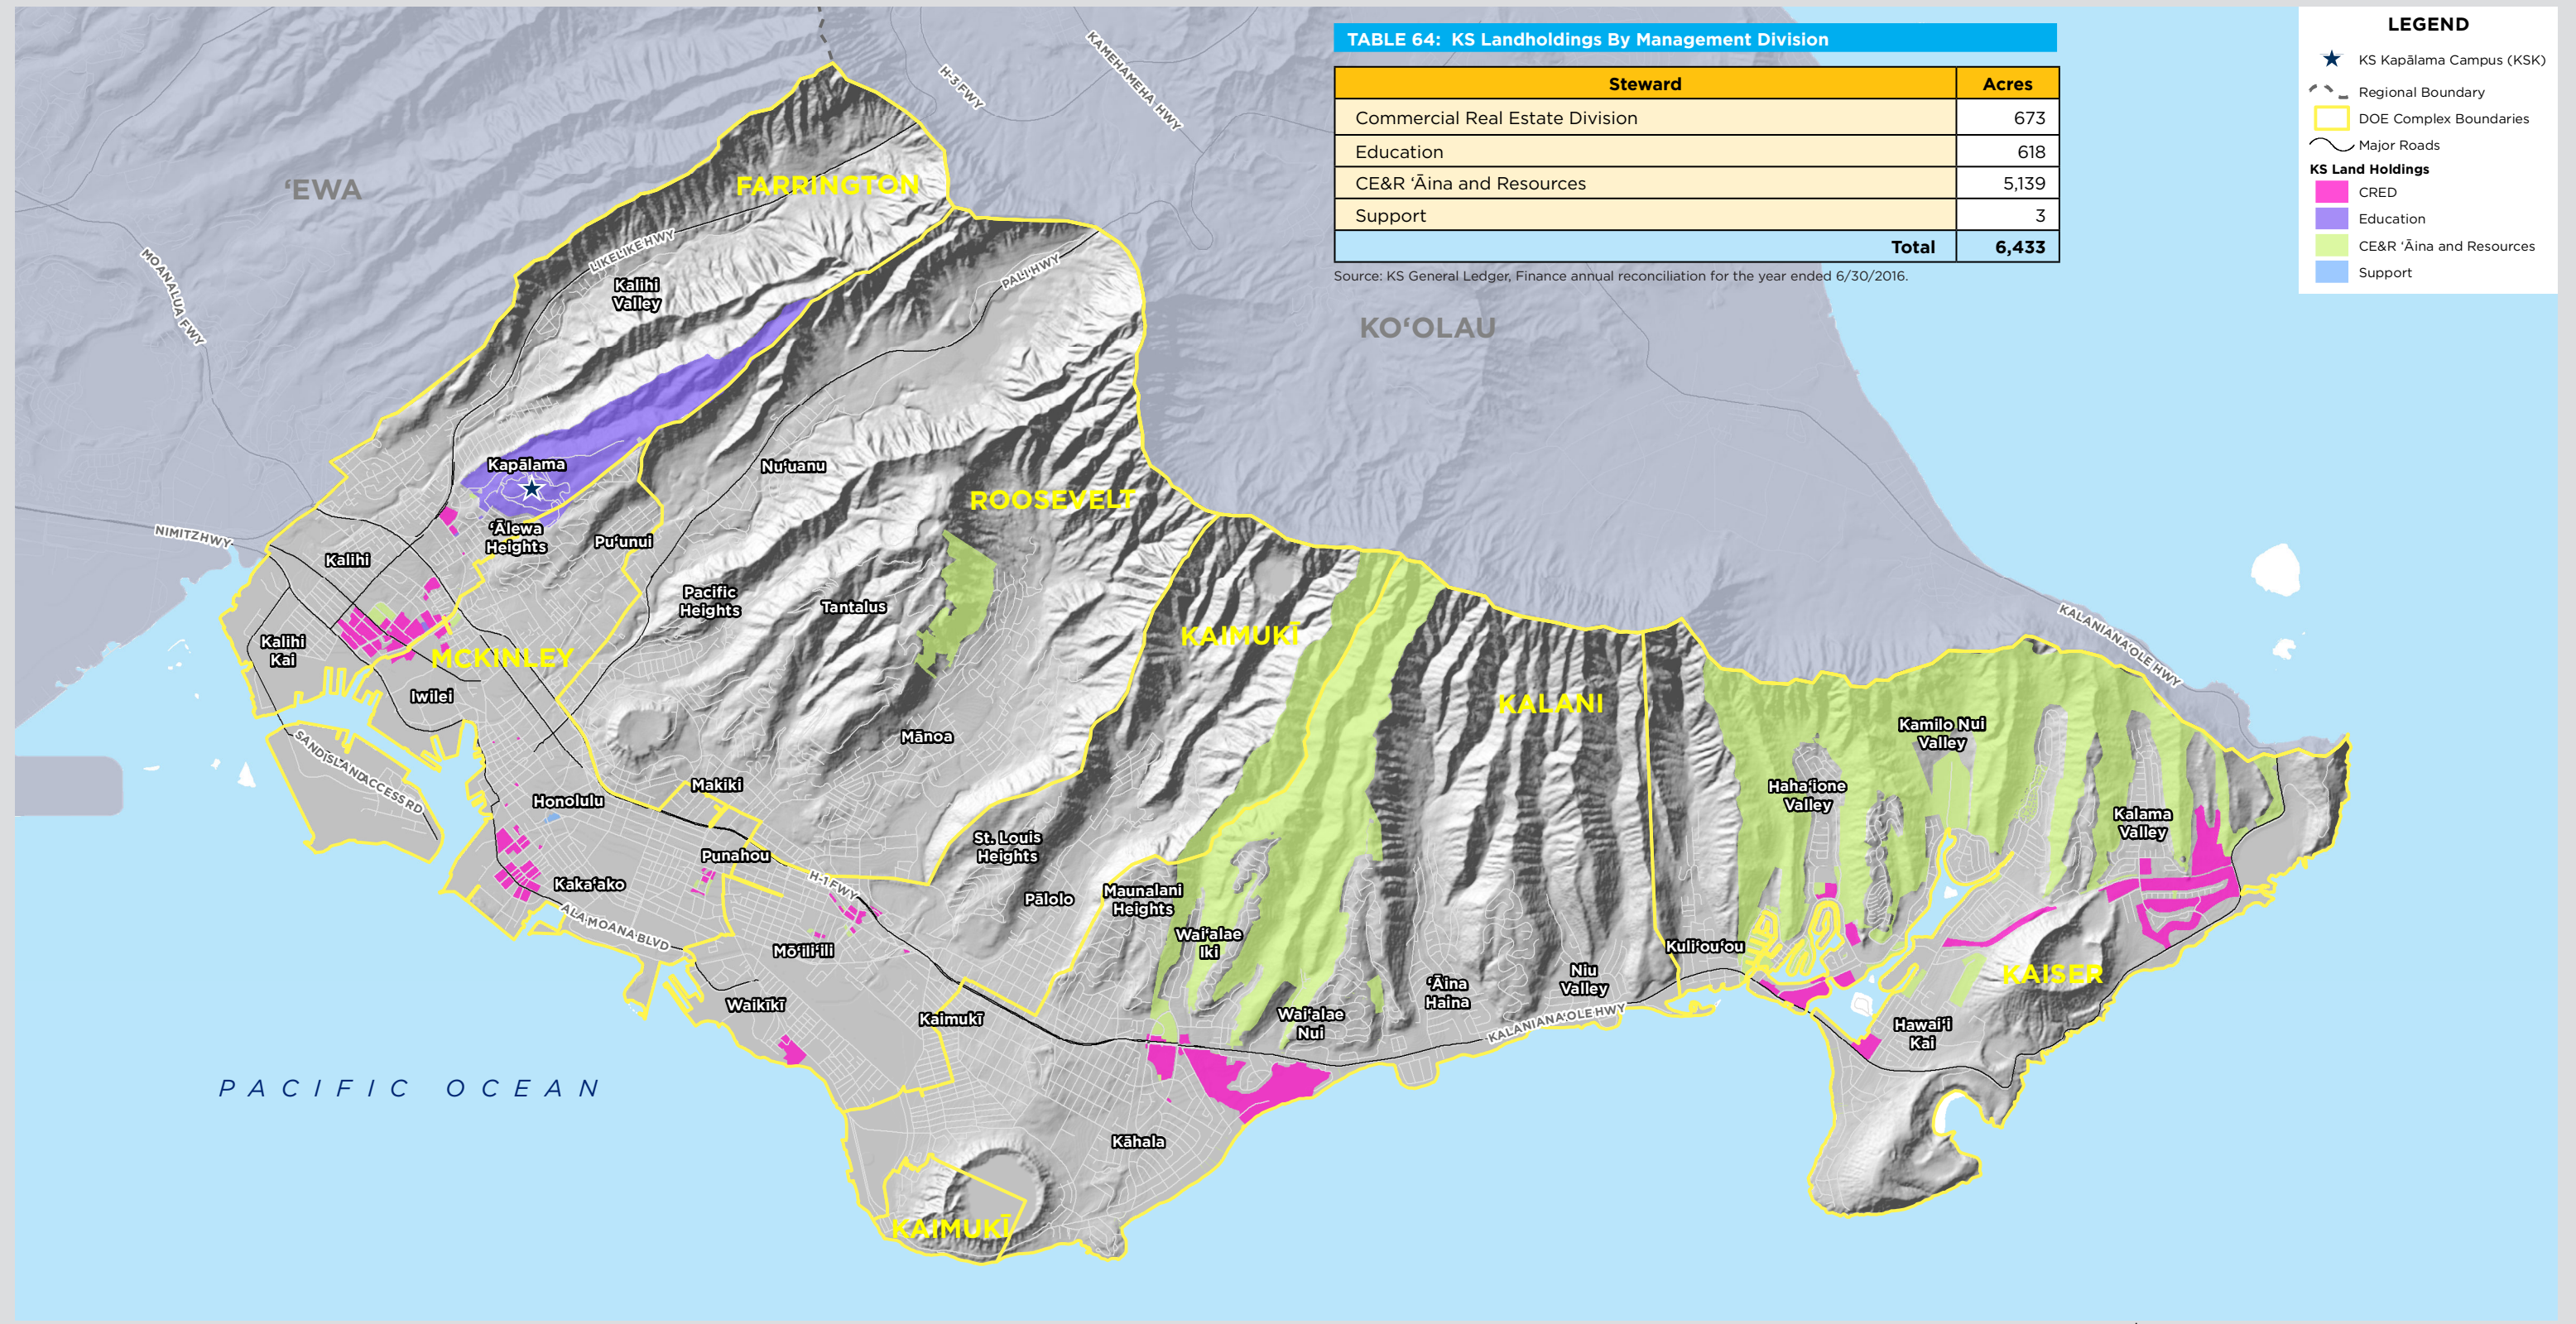 TABLE 64: KS Landholdings By Management Division
Steward Acres
Commercial Real Estate Division 673
Education 618
CE&R ʻĀina and Resources 5,139
Support 3
Total 6,433
Source: KS General Ledger, Finance annual reconciliation for the year ended 6/30/2016.
LEGEND
KS Kapālama Campus (KSK)
Regional Boundary
DOE Complex Boundaries
Major Roads
KS Land Holdings
CRED
Education
CE&R ʻĀina and Resources
Support
KAMEHAMEHA HWY
H-3 FWY
ʻEWA
FARRINGTON
LIKELIKE HWY
MOANALUA FWY
PALI HWY
Kalihi
Valley
KOʻOLAU
Kapālama
Nuʻuanu
ROOSEVELT
NIMITZ HWY
ʻĀlewa
Heights
Puʻunui
Kalihi
Pacific
Heights
Tantalus
KAIMUKĪ
KALANIANAʻOLE HWY
Kalihi
Kai
MCKINLEY
Iwilei
KALANI
Mānoa
Kamilo Nui
Valley
SAND ISLAND ACCESS RD
Makiki
Honolulu
Hahaʻione
Valley
Kalama
Valley
St. Louis
Heights
Punahou
H-1 FWY
Kakaʻako
Pālolo
Maunalani
Heights
ALA MOANA BLVD
Waiʻalae
Iki
Mōʻiliʻili
Kuliʻouʻou
KAISER
Niu
Valley
ʻĀina
Haina
Waikīkī
Kaimukī
Waiʻalae
Nui
KALANIANAʻOLE HWY
Hawaiʻi
Kai
PACIFIC OCEAN
Kāhala
KAIMUKĪ